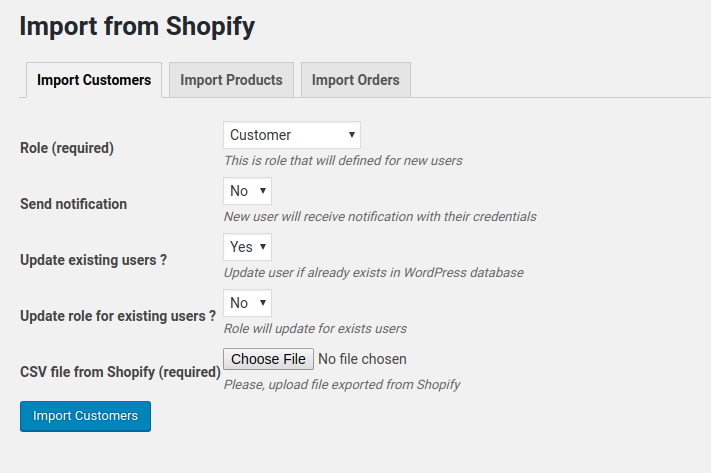 Import from Shopify
Import Customers Import Products Import Orders
Role (required) Customer
This is role that will defined for new users
Send notification No
New user will receive notification with their credentials
Update existing users ? Yes
Update user if already exists in WordPress database
Update role for existing users ? No
Role will update for exists users
CSV file from Shopify (required) Choose File No file chosen
Please, upload file exported from Shopify
Import Customers